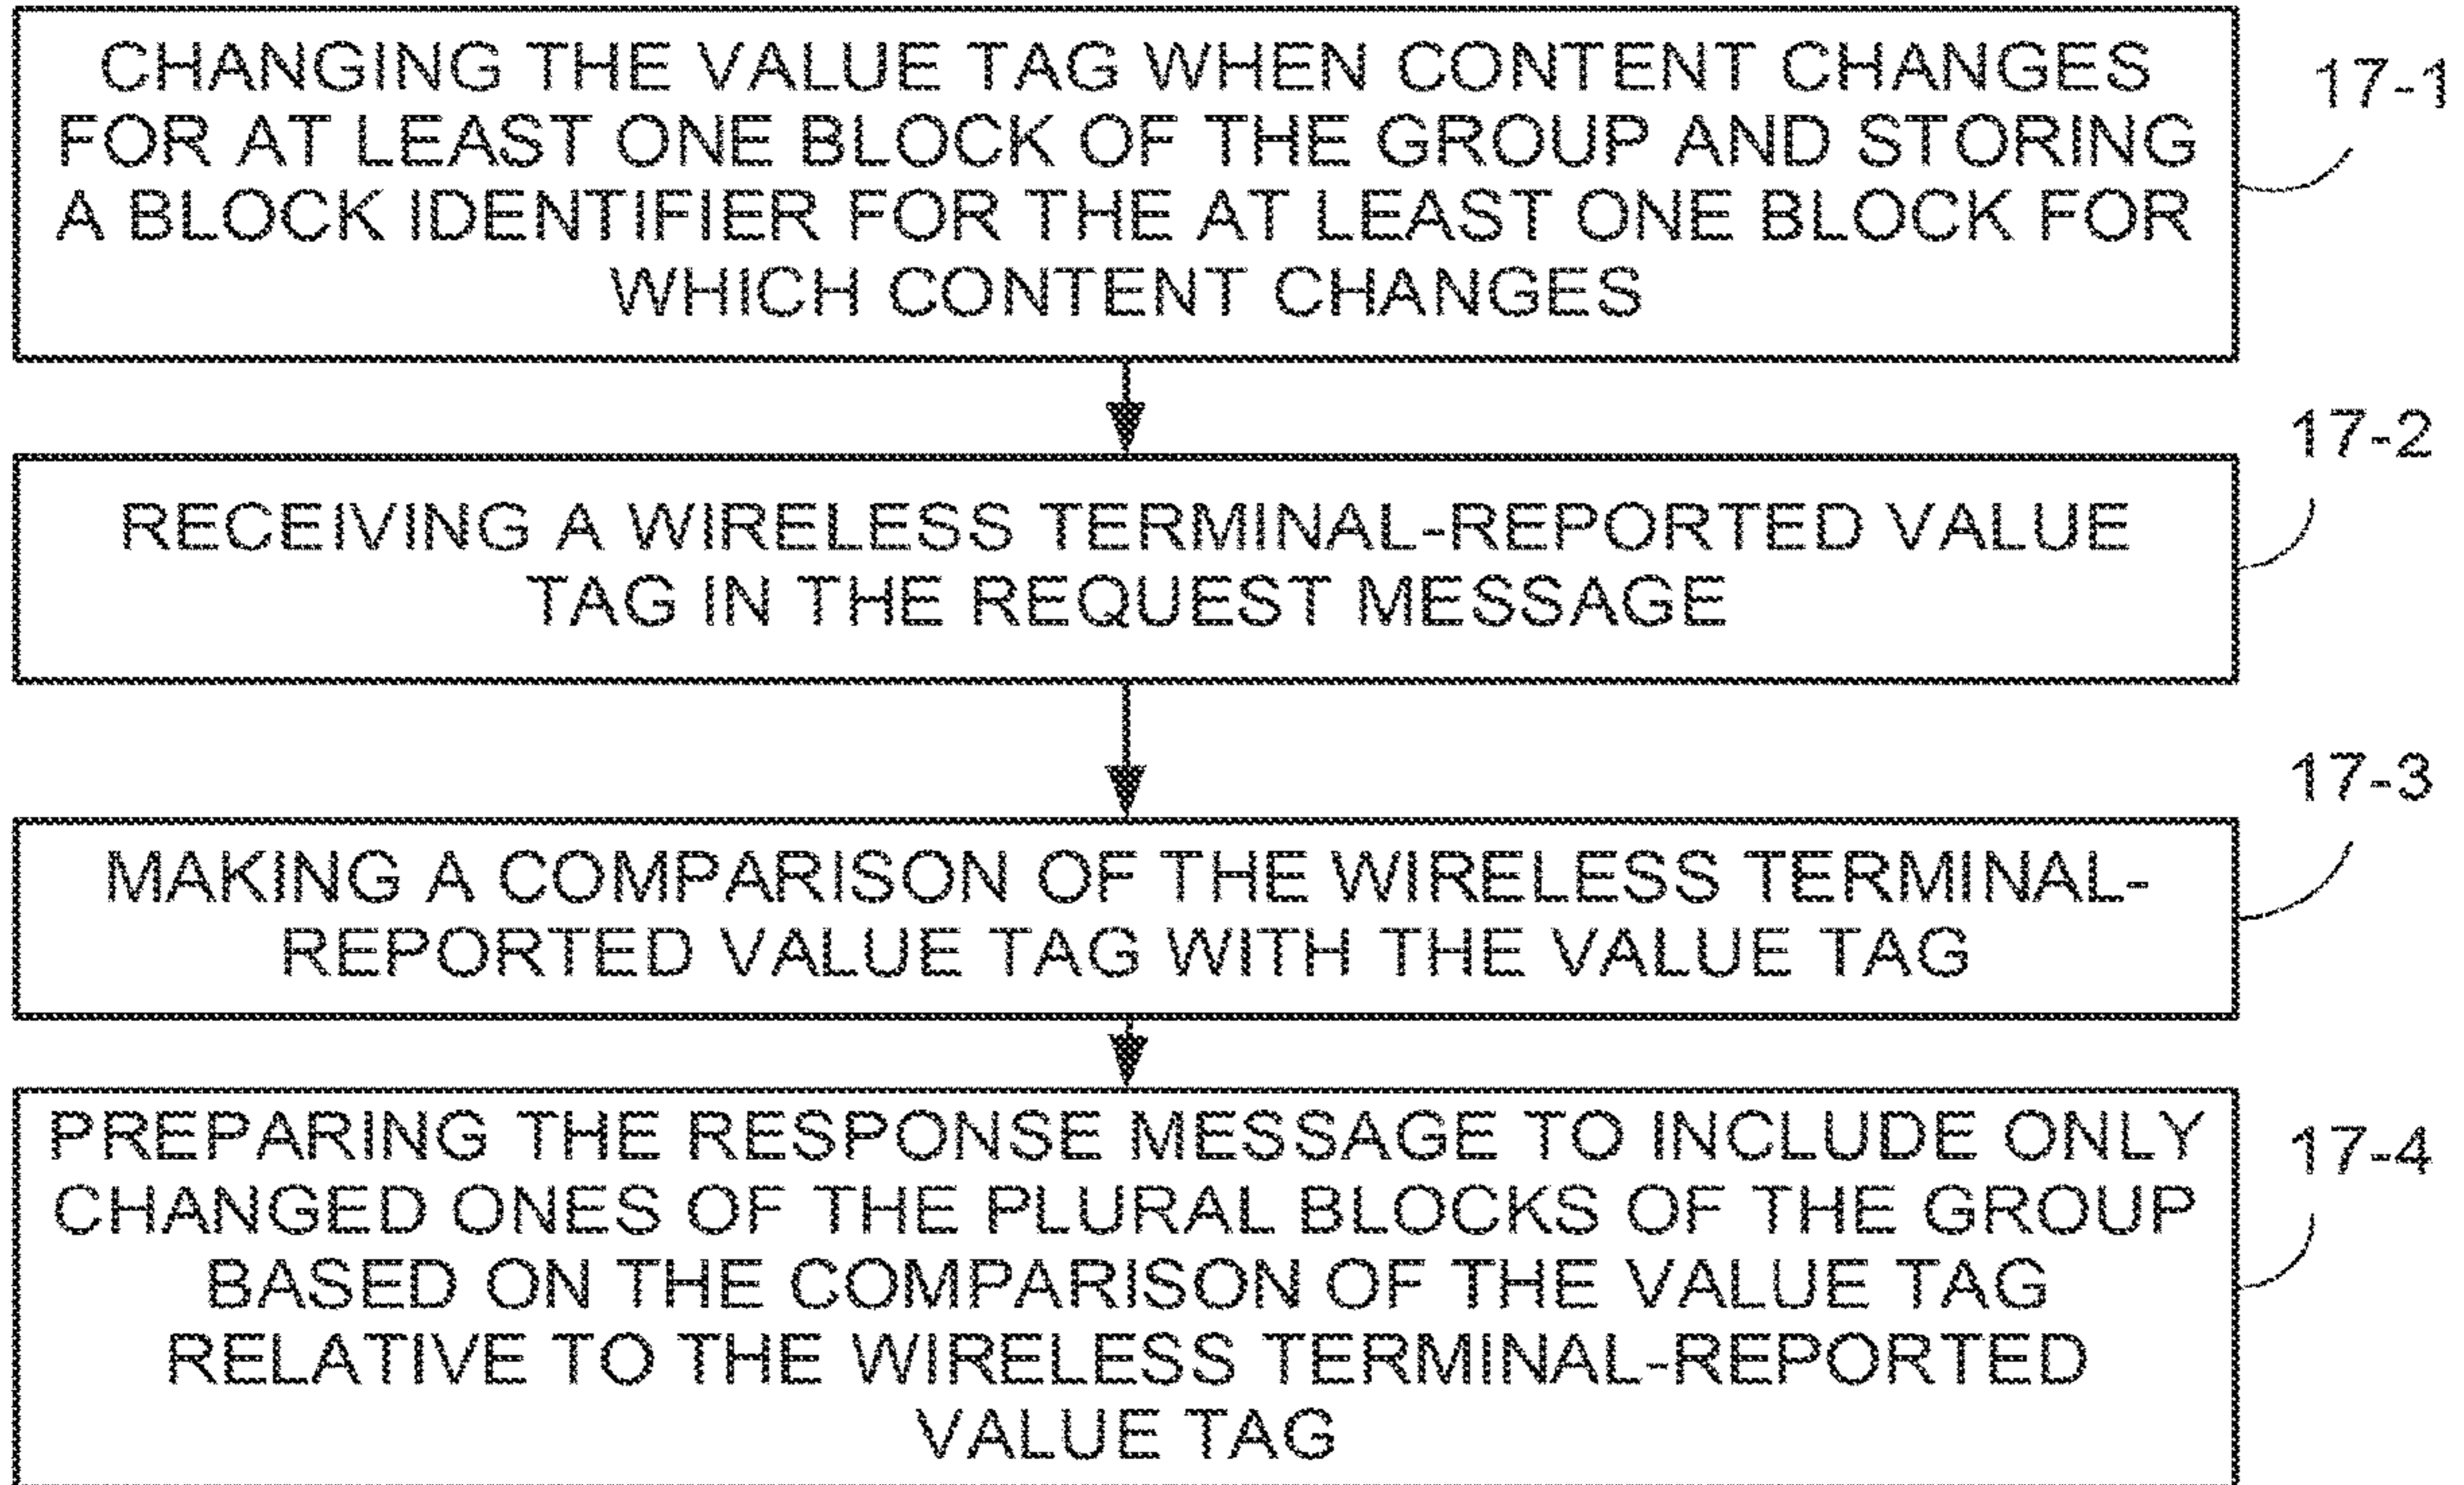 CHANGING THE VALUE TAG WHEN CONTENT CHANGES
FOR AT LEAST ONE BLOCK OF THE GROUP AND STORING
A BLOCK IDENTIFIER FOR THE AT LEAST ONE BLOCK FOR
WHICH CONTENT CHANGES
17-1
RECEIVING A WIRELESS TERMINAL-REPORTED VALUE
TAG IN THE REQUEST MESSAGE
17-2
MAKING A COMPARISON OF THE WIRELESS TERMINAL-
REPORTED VALUE TAG WITH THE VALUE TAG
17-3
PREPARING THE RESPONSE MESSAGE TO INCLUDE ONLY
CHANGED ONES OF THE PLURAL BLOCKS OF THE GROUP
BASED ON THE COMPARISON OF THE VALUE TAG
RELATIVE TO THE WIRELESS TERMINAL-REPORTED
VALUE TAG
17-4